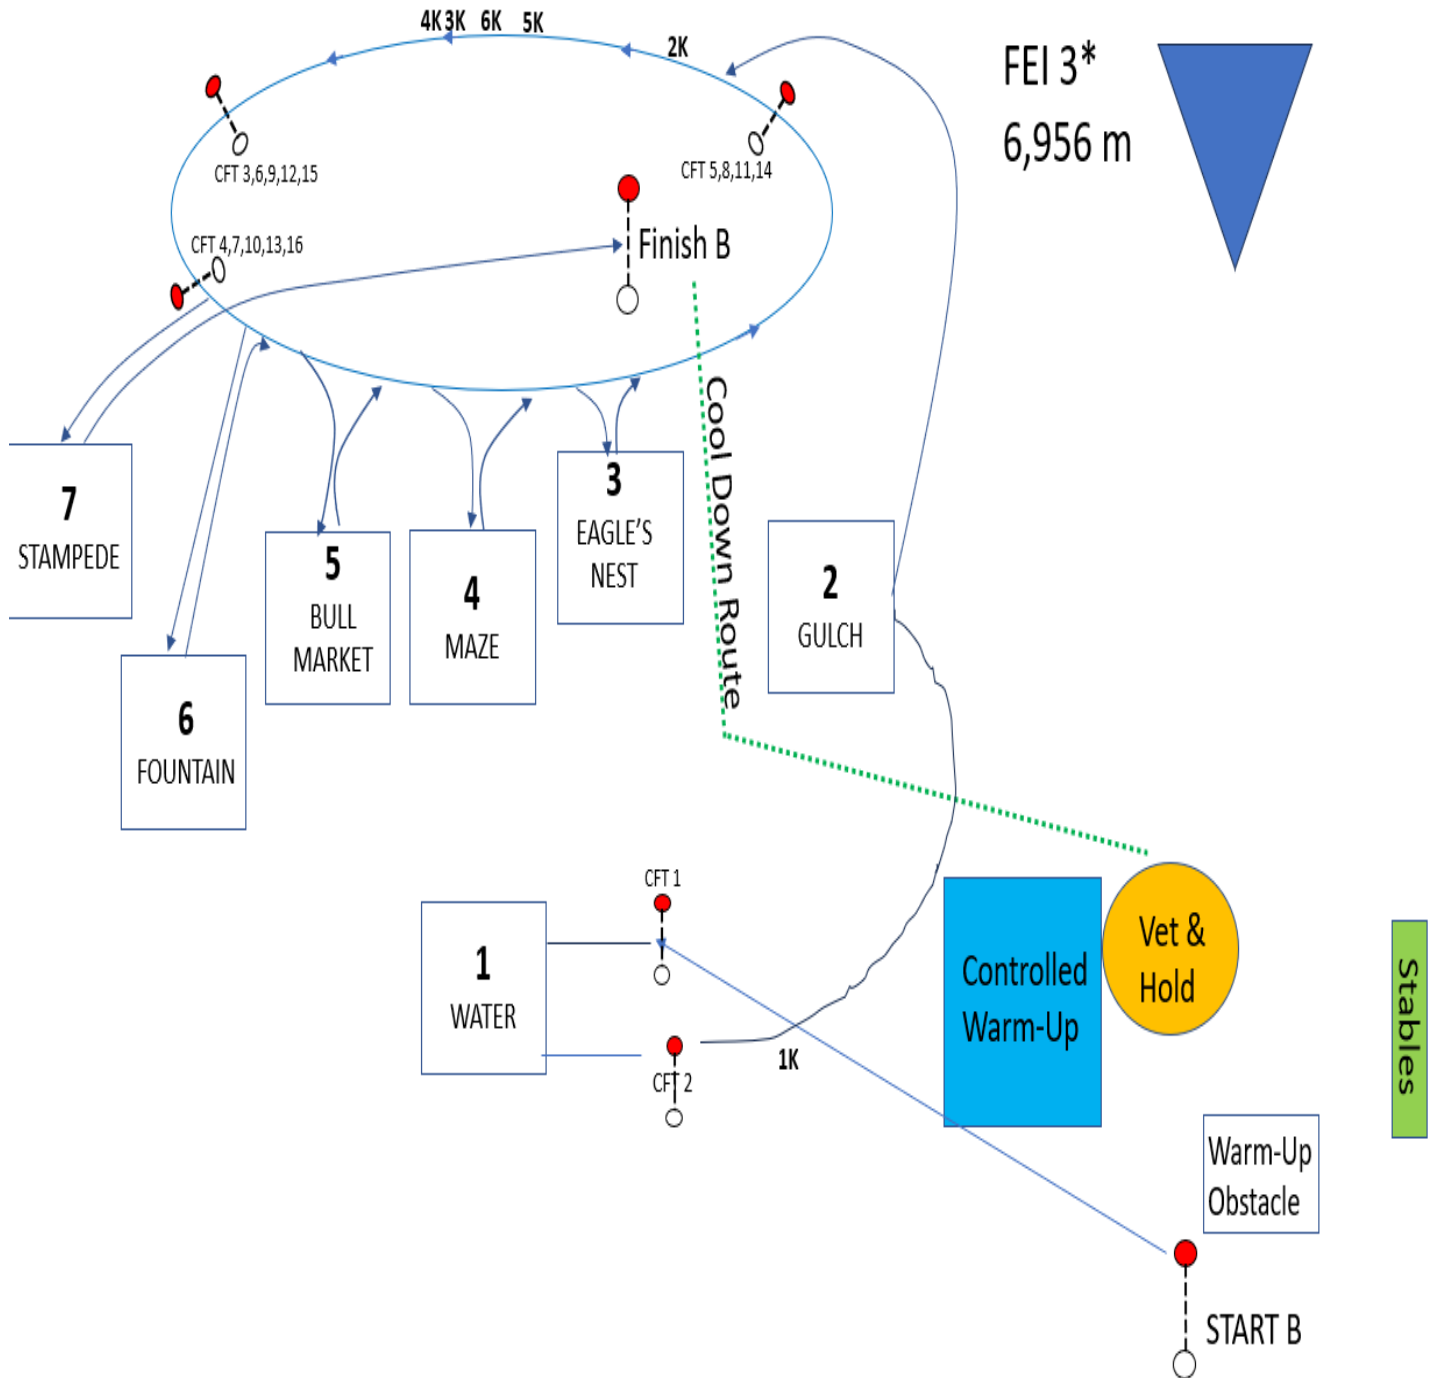 4K 3K 6K 5K
2K
FEI 3*
6,956 m
CFT 3,6,9,12,15
CFT 5,8,11,14
CFT 4,7,10,13,16
Finish B
Cool Down Route
7
STAMPEDE
6
FOUNTAIN
5
BULL
MARKET
4
MAZE
3
EAGLE’S
NEST
2
GULCH
CFT 1
1
WATER
CFT 2
1K
Controlled
Warm-Up
Vet &
Hold
Stables
Warm-Up
Obstacle
START B